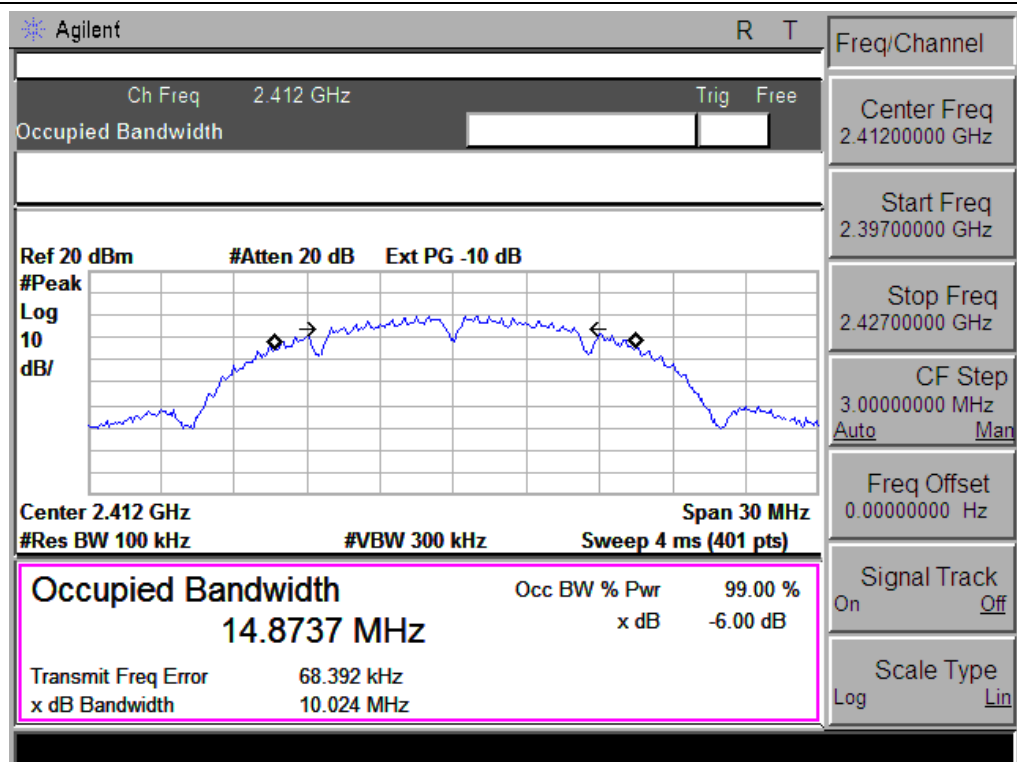 Agilent R T
Ch Freq 2.412 GHz Trig Free
Occupied Bandwidth
Ref 20 dBm #Atten 20 dB Ext PG -10 dB
#Peak
Log
10
dB/
Center 2.412 GHz Span 30 MHz
#Res BW 100 kHz #VBW 300 kHz Sweep 4 ms (401 pts)
Occupied Bandwidth Occ BW % Pwr 99.00 %
14.8737 MHz x dB -6.00 dB
Transmit Freq Error 68.392 kHz
x dB Bandwidth 10.024 MHz
Freq/Channel
Center Freq
2.41200000 GHz
Start Freq
2.39700000 GHz
Stop Freq
2.42700000 GHz
CF Step
3.00000000 MHz
Auto Man
Freq Offset
0.00000000 Hz
Signal Track
On Off
Scale Type
Log Lin